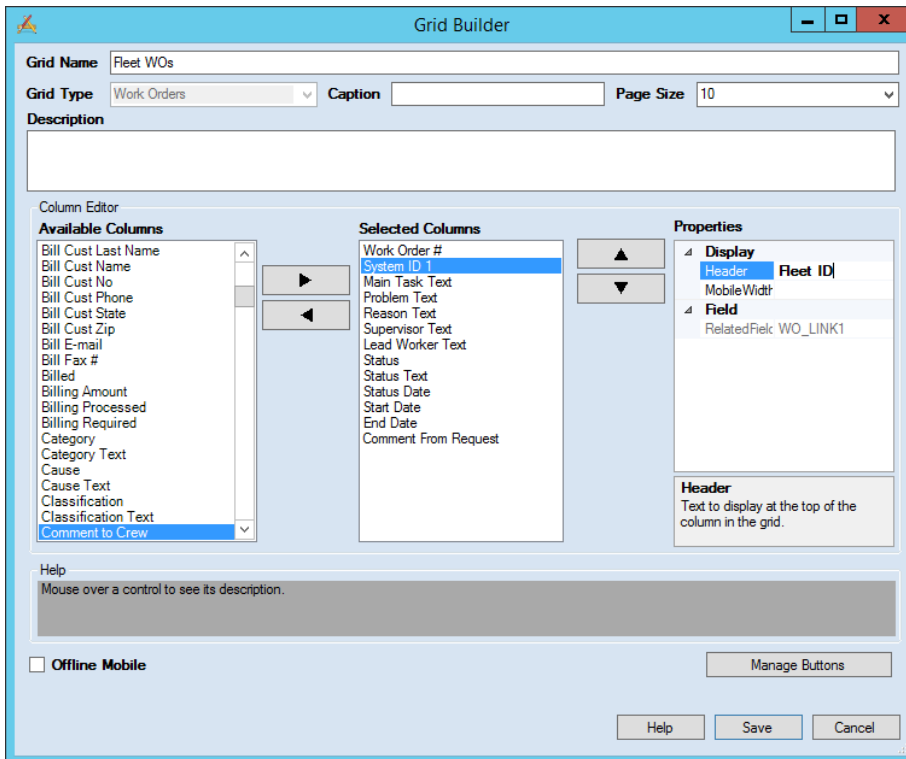 Grid Builder
Grid Name Fleet WOs
Grid Type Work Orders Caption Page Size 10
Description
Column Editor
Available Columns
Bill Cust Last Name
Bill Cust Name
Bill Cust No
Bill Cust Phone
Bill Cust State
Bill Cust Zip
Bill E-mail
Bill Fax #
Billed
Billing Amount
Billing Processed
Billing Required
Category
Category Text
Cause
Cause Text
Classification
Classification Text
Comment to Crew
Selected Columns
Work Order #
System ID 1
Main Task Text
Problem Text
Reason Text
Supervisor Text
Lead Worker Text
Status
Status Text
Status Date
Start Date
End Date
Comment From Request
Properties
Display
Header Fleet ID
MobileWidth
Field
RelatedField WO_LINK1
Header
Text to display at the top of the
column in the grid.
Help
Mouse over a control to see its description.
Offline Mobile
Manage Buttons
Help Save Cancel